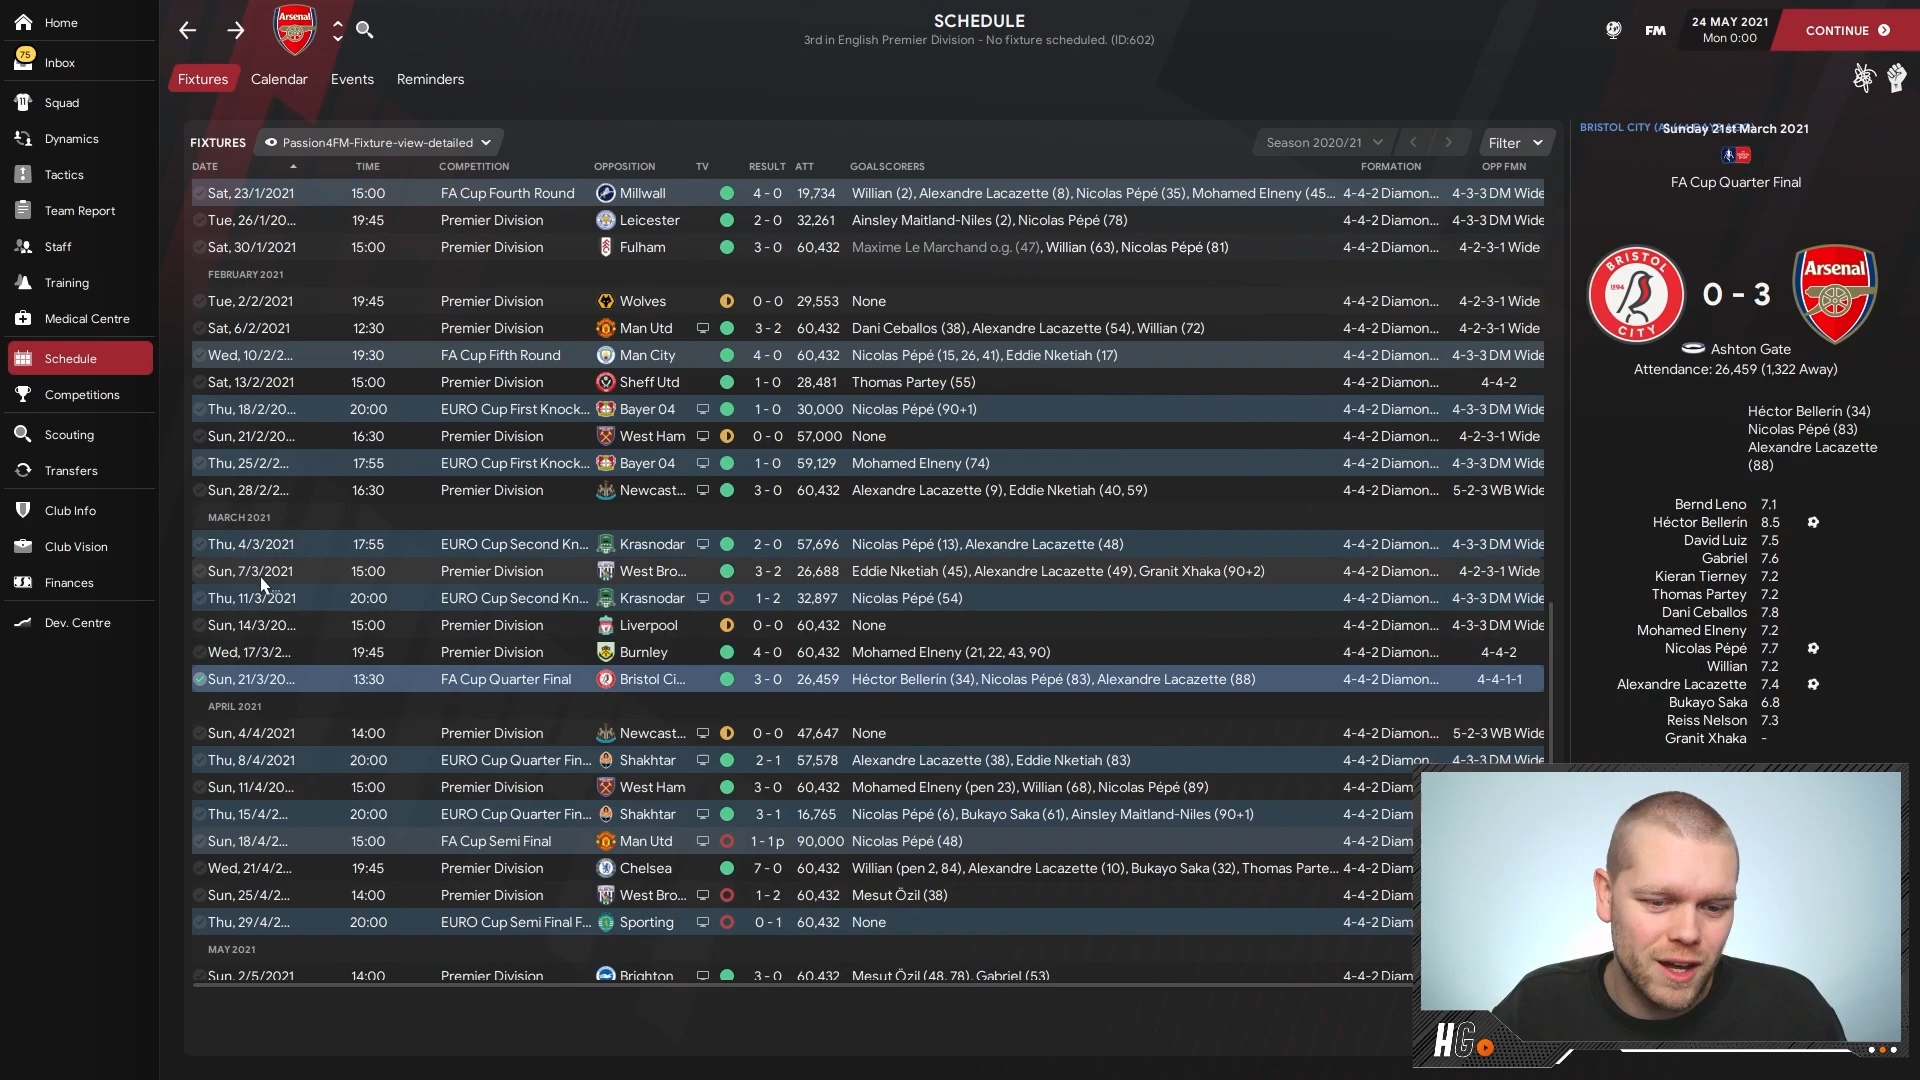 Home
75
Inbox
Squad
Dynamics
Tactics
Team Report
Staff
Training
Medical Centre
Schedule
Competitions
Scouting
Transfers
Club Info
Club Vision
Finances
Dev. Centre
Arsenal
SCHEDULE
3rd in English Premier Division - No fixture scheduled. (ID:602)
FM
24 MAY 2021
Mon 0:00
CONTINUE
Fixtures Calendar Events Reminders
FIXTURES Passion4FM-Fixture-view-detailed Season 2020/21 Filter
DATE TIME COMPETITION OPPOSITION TV RESULT ATT GOALSCORERS FORMATION OPP FMN
Sat, 23/1/2021 15:00 FA Cup Fourth Round Millwall 4 - 0 19,734 Willian (2), Alexandre Lacazette (8), Nicolas Pépé (35), Mohamed Elneny (45... 4-4-2 Diamon... 4-3-3 DM Wide
Tue, 26/1/20... 19:45 Premier Division Leicester 2 - 0 32,261 Ainsley Maitland-Niles (2), Nicolas Pépé (78) 4-4-2 Diamon... 4-3-3 DM Wide
Sat, 30/1/2021 15:00 Premier Division Fulham 3 - 0 60,432 Maxime Le Marchand o.g. (47), Willian (63), Nicolas Pépé (81) 4-4-2 Diamon... 4-2-3-1 Wide
FEBRUARY 2021
Tue, 2/2/2021 19:45 Premier Division Wolves 0 - 0 29,553 None 4-4-2 Diamon... 4-2-3-1 Wide
Sat, 6/2/2021 12:30 Premier Division Man Utd 3 - 2 60,432 Dani Ceballos (38), Alexandre Lacazette (54), Willian (72) 4-4-2 Diamon... 4-2-3-1 Wide
Wed, 10/2/2... 19:30 FA Cup Fifth Round Man City 4 - 0 60,432 Nicolas Pépé (15, 26, 41), Eddie Nketiah (17) 4-4-2 Diamon... 4-3-3 DM Wide
Sat, 13/2/2021 15:00 Premier Division Sheff Utd 1 - 0 28,481 Thomas Partey (55) 4-4-2 Diamon... 4-4-2
Thu, 18/2/20... 20:00 EURO Cup First Knock... Bayer 04 1 - 0 30,000 Nicolas Pépé (90+1) 4-4-2 Diamon... 4-3-3 DM Wide
Sun, 21/2/20... 16:30 Premier Division West Ham 0 - 0 57,000 None 4-4-2 Diamon... 4-2-3-1 Wide
Thu, 25/2/2... 17:55 EURO Cup First Knock... Bayer 04 1 - 0 59,129 Mohamed Elneny (74) 4-4-2 Diamon... 4-3-3 DM Wide
Sun, 28/2/2... 16:30 Premier Division Newcast... 3 - 0 60,432 Alexandre Lacazette (9), Eddie Nketiah (40, 59) 4-4-2 Diamon... 5-2-3 WB Wide
MARCH 2021
Thu, 4/3/2021 17:55 EURO Cup Second Kn... Krasnodar 2 - 0 57,696 Nicolas Pépé (13), Alexandre Lacazette (48) 4-4-2 Diamon... 4-3-3 DM Wide
Sun, 7/3/2021 15:00 Premier Division West Bro... 3 - 2 26,688 Eddie Nketiah (45), Alexandre Lacazette (49), Granit Xhaka (90+2) 4-4-2 Diamon... 4-2-3-1 Wide
Thu, 11/3/2021 20:00 EURO Cup Second Kn... Krasnodar 1 - 2 32,897 Nicolas Pépé (54) 4-4-2 Diamon... 4-3-3 DM Wide
Sun, 14/3/20... 15:00 Premier Division Liverpool 0 - 0 60,432 None 4-4-2 Diamon... 4-3-3 DM Wide
Wed, 17/3/2... 19:45 Premier Division Burnley 4 - 0 60,432 Mohamed Elneny (21, 22, 43, 90) 4-4-2 Diamon... 4-4-2
Sun, 21/3/20... 13:30 FA Cup Quarter Final Bristol Ci... 3 - 0 26,459 Héctor Bellerín (34), Nicolas Pépé (83), Alexandre Lacazette (88) 4-4-2 Diamon... 4-4-1-1
APRIL 2021
Sun, 4/4/2021 14:00 Premier Division Newcast... 0 - 0 47,647 None 4-4-2 Diamon... 5-2-3 WB Wide
Thu, 8/4/2021 20:00 EURO Cup Quarter Fin... Shakhtar 2 - 1 57,578 Alexandre Lacazette (38), Eddie Nketiah (83) 4-4-2 Diamon... 4-3-3 DM Wide
Sun, 11/4/20... 15:00 Premier Division West Ham 3 - 0 60,432 Mohamed Elneny (pen 23), Willian (68), Nicolas Pépé (89) 4-4-2 Diam
Thu, 15/4/2... 20:00 EURO Cup Quarter Fin... Shakhtar 3 - 1 16,765 Nicolas Pépé (6), Bukayo Saka (61), Ainsley Maitland-Niles (90+1) 4-4-2 Diam
Sun, 18/4/2... 15:00 FA Cup Semi Final Man Utd 1 - 1 p 90,000 Nicolas Pépé (48) 4-4-2 Diam
Wed, 21/4/2... 19:45 Premier Division Chelsea 7 - 0 60,432 Willian (pen 2, 84), Alexandre Lacazette (10), Bukayo Saka (32), Thomas Parte... 4-4-2 Diam
Sun, 25/4/2... 14:00 Premier Division West Bro... 1 - 2 60,432 Mesut Özil (38) 4-4-2 Diam
Thu, 29/4/2... 20:00 EURO Cup Semi Final F... Sporting 0 - 1 60,432 None 4-4-2 Diam
MAY 2021
Sun, 2/5/2021 14:00 Premier Division Brighton 3 - 0 60,432 Mesut Özil (48, 78), Gabriel (53) 4-4-2 Diam
BRISTOL CITY Sunday 21st March 2021
FA Cup Quarter Final
BRISTOL
1894
CITY
0 - 3
Arsenal
Ashton Gate
Attendance: 26,459 (1,322 Away)
Héctor Bellerín (34)
Nicolas Pépé (83)
Alexandre Lacazette
(88)
Bernd Leno 7.1
Héctor Bellerín 8.5
David Luiz 7.5
Gabriel 7.6
Kieran Tierney 7.2
Thomas Partey 7.2
Dani Ceballos 7.8
Mohamed Elneny 7.2
Nicolas Pépé 7.7
Willian 7.2
Alexandre Lacazette 7.4
Bukayo Saka 6.8
Reiss Nelson 7.3
Granit Xhaka -
HG